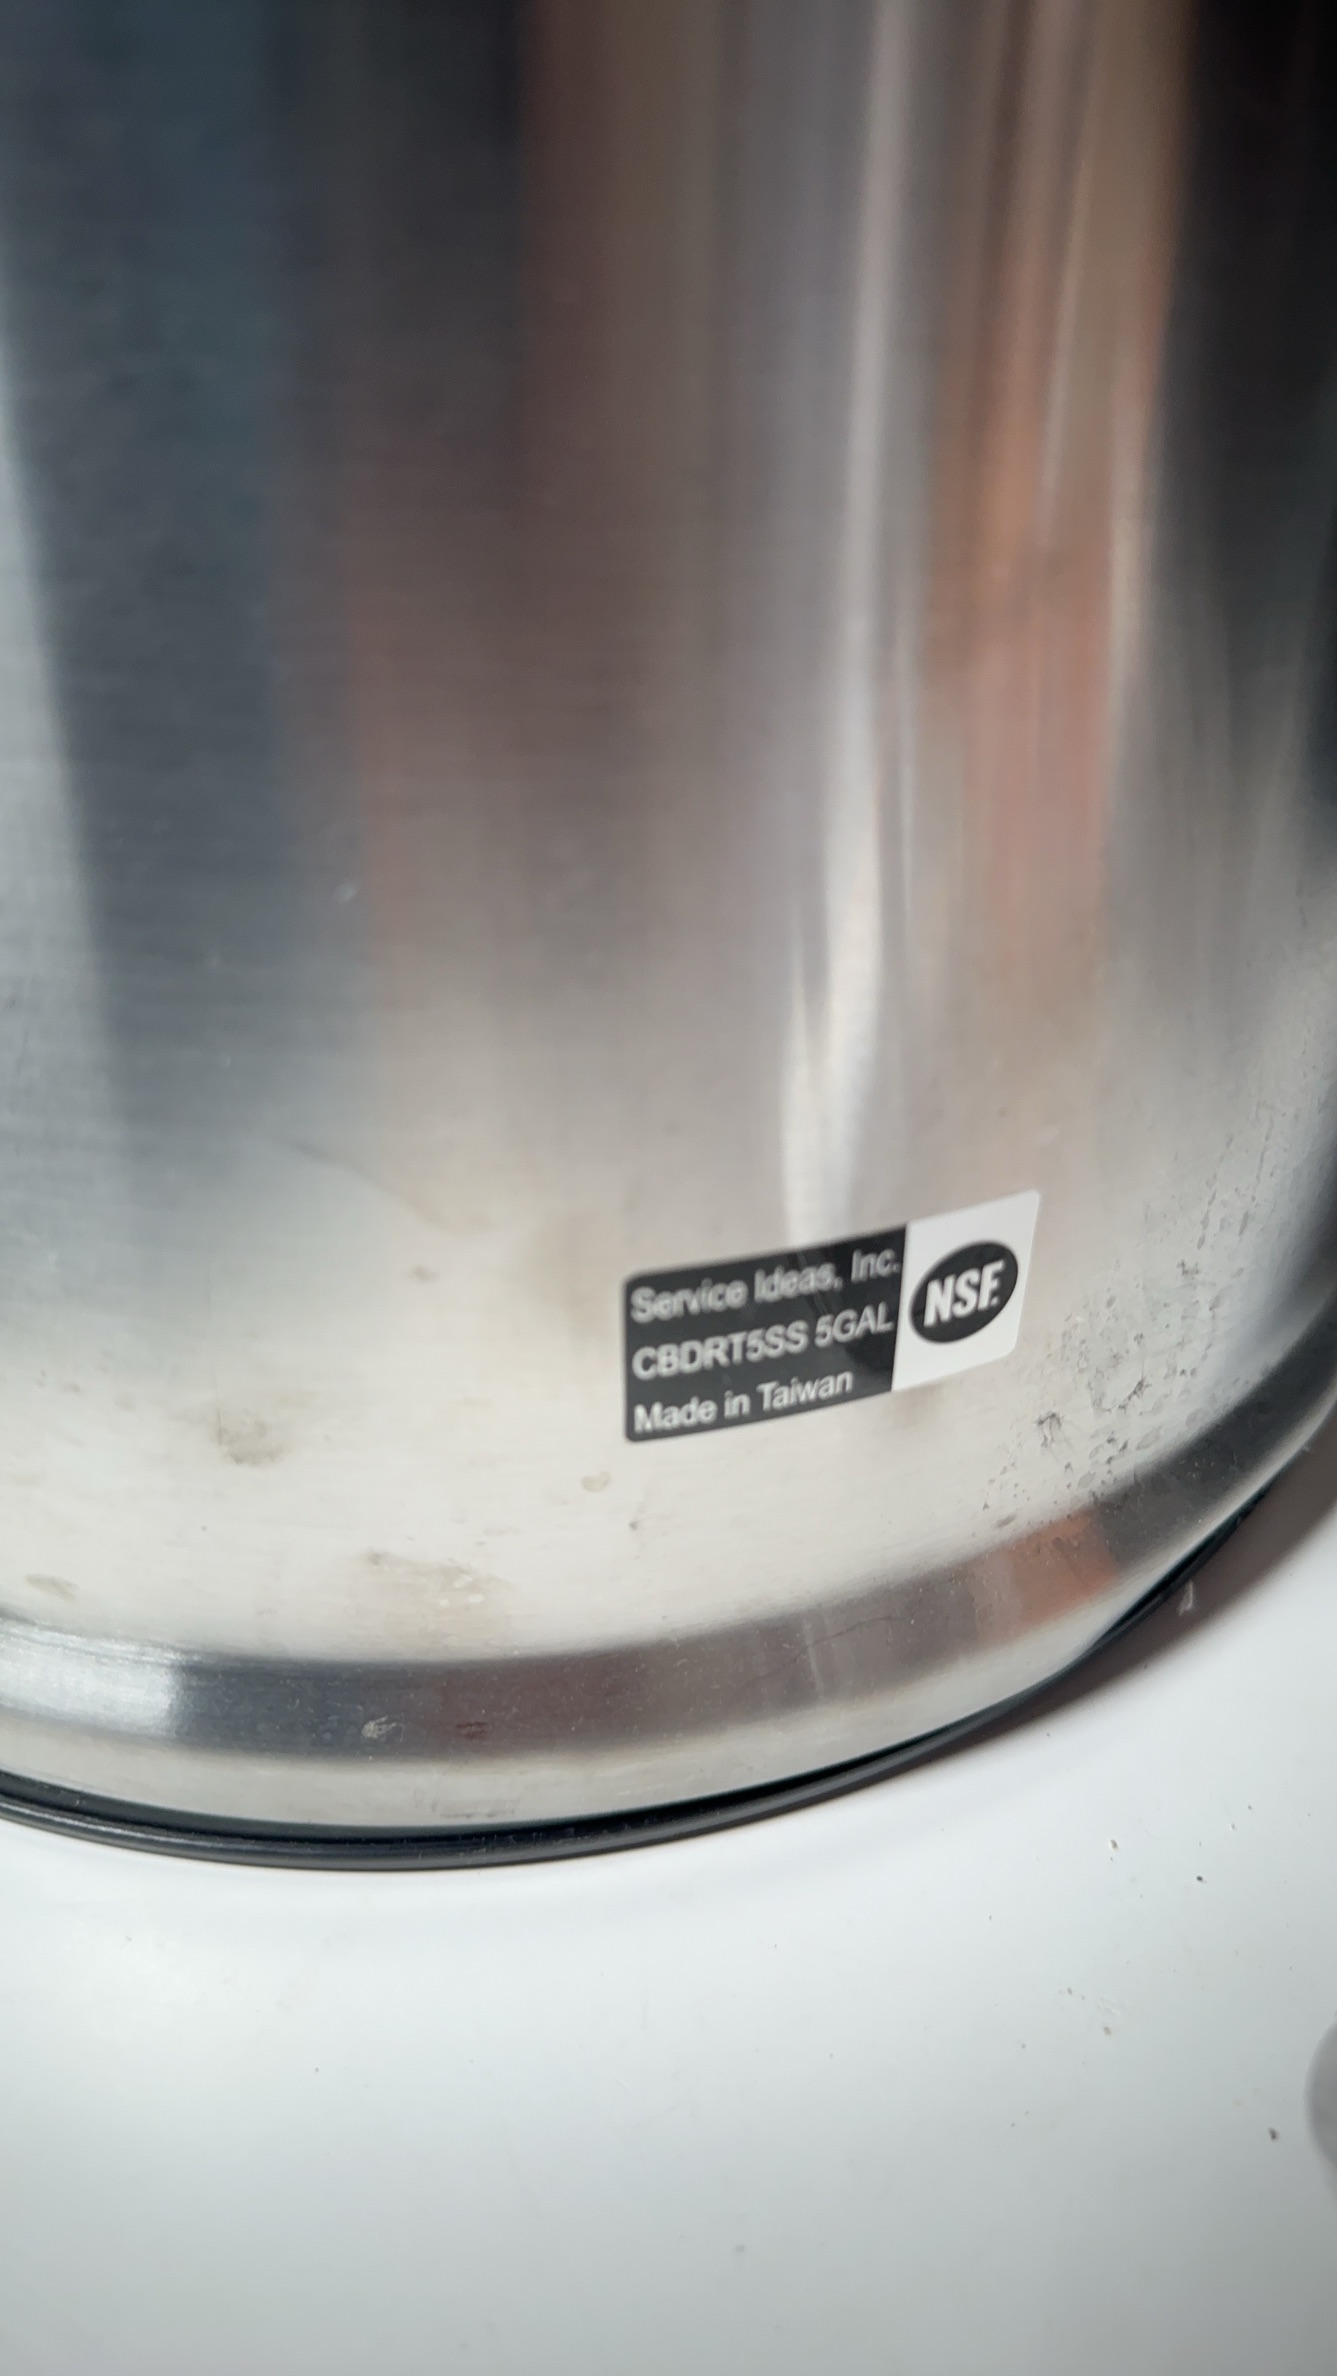 Service Ideas, Inc.
CBDRT5SS 5GAL
Made in Taiwan
NSF.